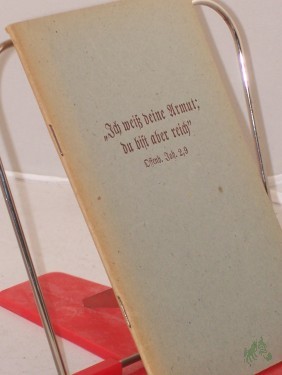 „Ich weiß deine Armut;
du bist aber reich"
Offenb. Joh. 2,9